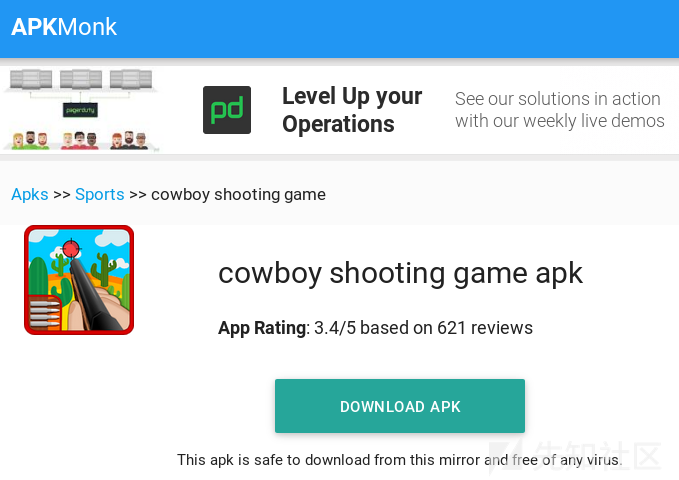 APKMonk
pagerduty
pd
Level Up your
Operations
See our solutions in action
with our weekly live demos
Apks >> Sports >> cowboy shooting game
cowboy shooting game apk
App Rating: 3.4/5 based on 621 reviews
DOWNLOAD APK
This apk is safe to download from this mirror and free of any virus.
先知社区